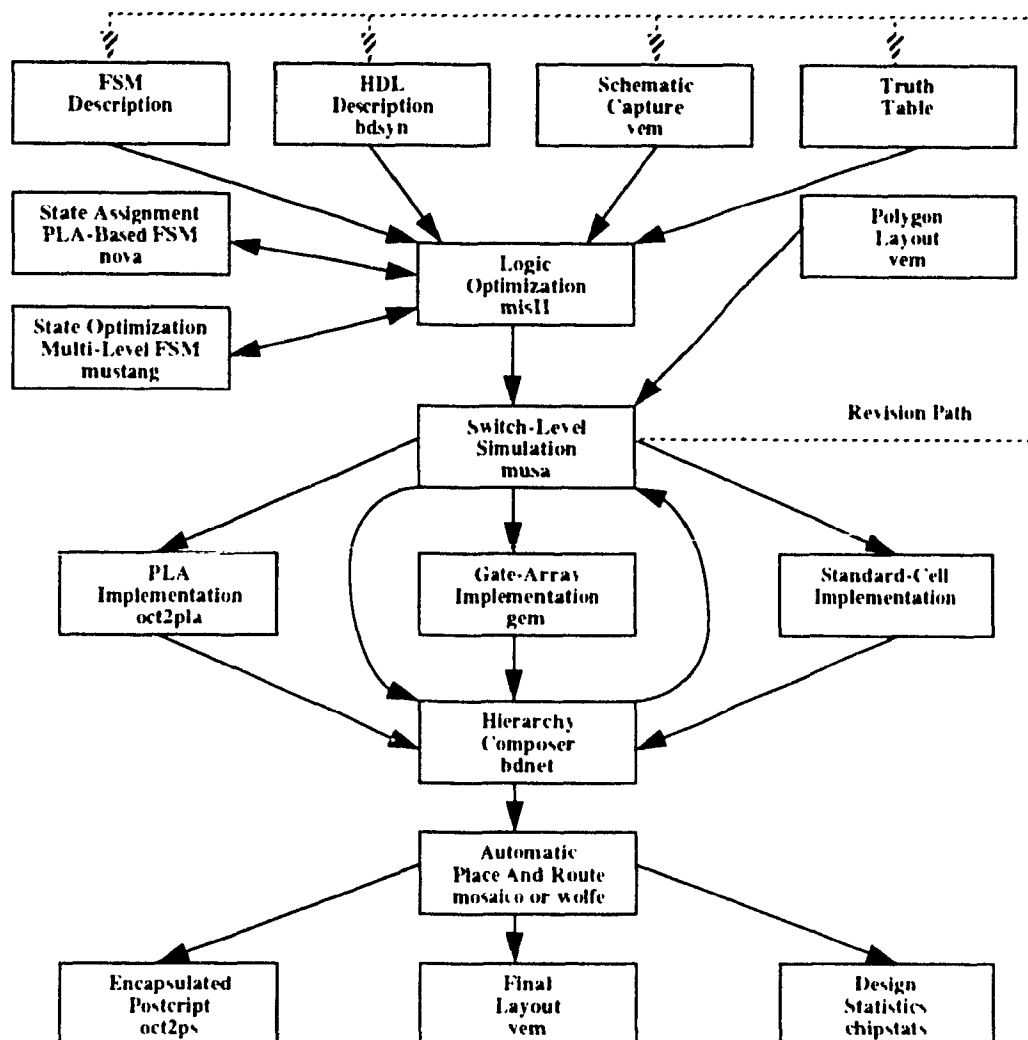 FSM
Description
HDL
Description
bdsyn
Schematic
Capture
vem
Truth
Table
State Assignment
PLA-Based FSM
nova
Polygon
Layout
vem
Logic
Optimization
misII
State Optimization
Multi-Level FSM
mustang
Revision Path
Switch-Level
Simulation
musa
PLA
Implementation
oct2pla
Gate-Array
Implementation
gem
Standard-Cell
Implementation
Hierarchy
Composer
bdnet
Automatic
Place And Route
mosaico or wolfe
Encapsulated
Postcript
oct2ps
Final
Layout
vem
Design
Statistics
chipstats